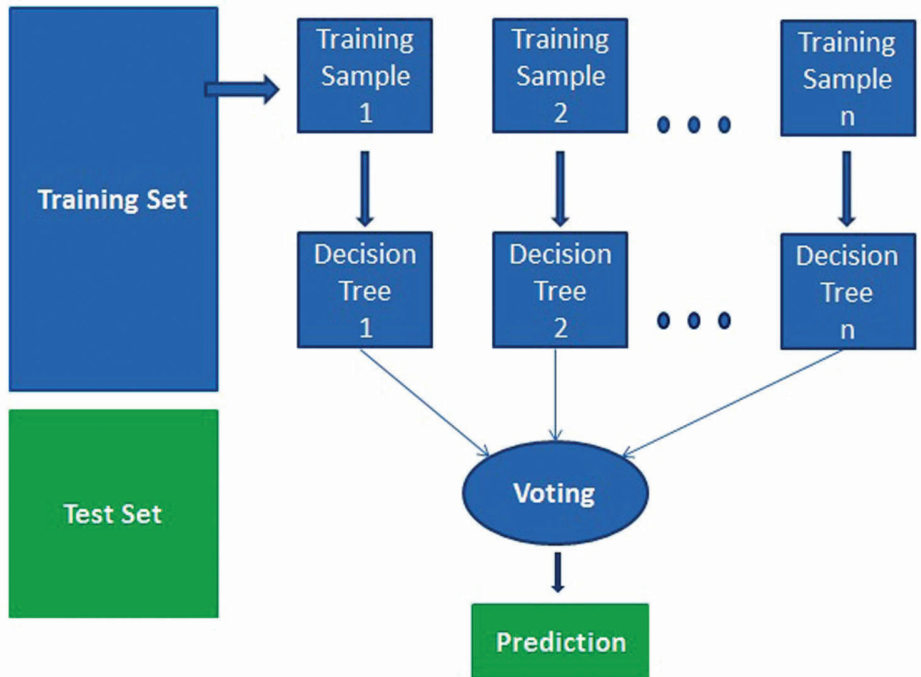 Training Set
Training
Sample
1
Training
Sample
2
Training
Sample
n
Decision
Tree
1
Decision
Tree
2
Decision
Tree
n
Test Set
Voting
Prediction